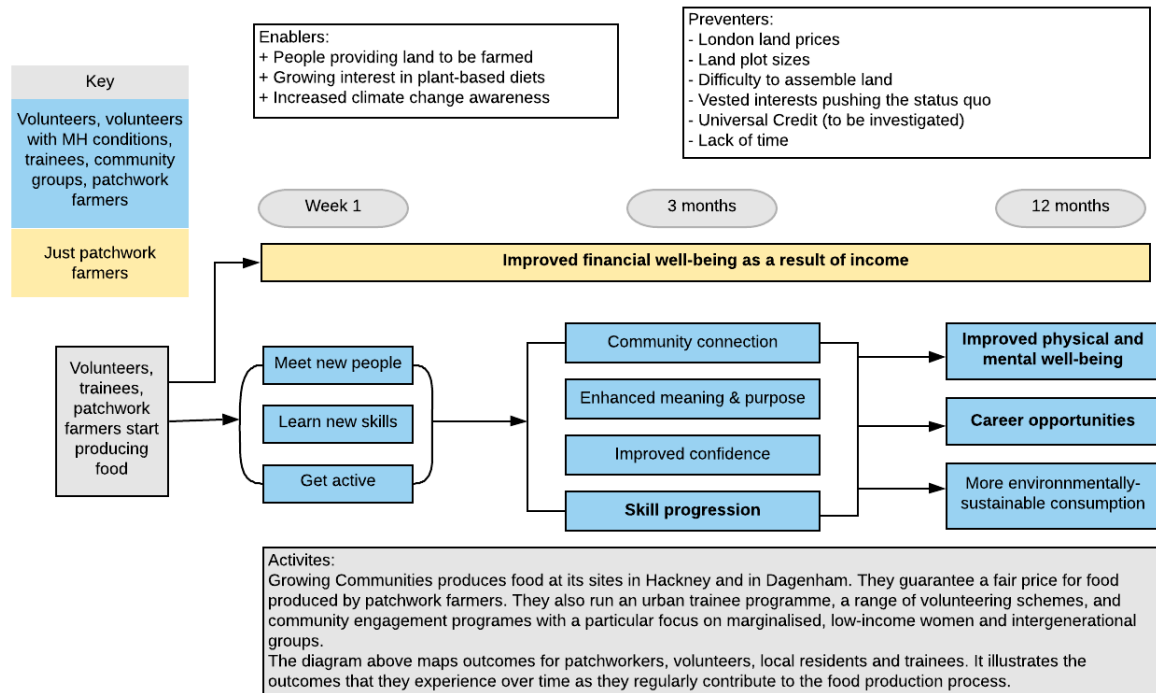 Enablers:
+ People providing land to be farmed
+ Growing interest in plant-based diets
+ Increased climate change awareness
Preventers:
- London land prices
- Land plot sizes
- Difficulty to assemble land
- Vested interests pushing the status quo
- Universal Credit (to be investigated)
- Lack of time
Key
Volunteers, volunteers
with MH conditions,
trainees, community
groups, patchwork
farmers
Just patchwork
farmers
Week 1
3 months
12 months
Improved financial well-being as a result of income
Volunteers,
trainees,
patchwork
farmers start
producing
food
Meet new people
Learn new skills
Get active
Community connection
Enhanced meaning & purpose
Improved confidence
Skill progression
Improved physical and
mental well-being
Career opportunities
More environnmentally-
sustainable consumption
Activites:
Growing Communities produces food at its sites in Hackney and in Dagenham. They guarantee a fair price for food
produced by patchwork farmers. They also run an urban trainee programme, a range of volunteering schemes, and
community engagement programes with a particular focus on marginalised, low-income women and intergenerational
groups.
The diagram above maps outcomes for patchworkers, volunteers, local residents and trainees. It illustrates the
outcomes that they experience over time as they regularly contribute to the food production process.